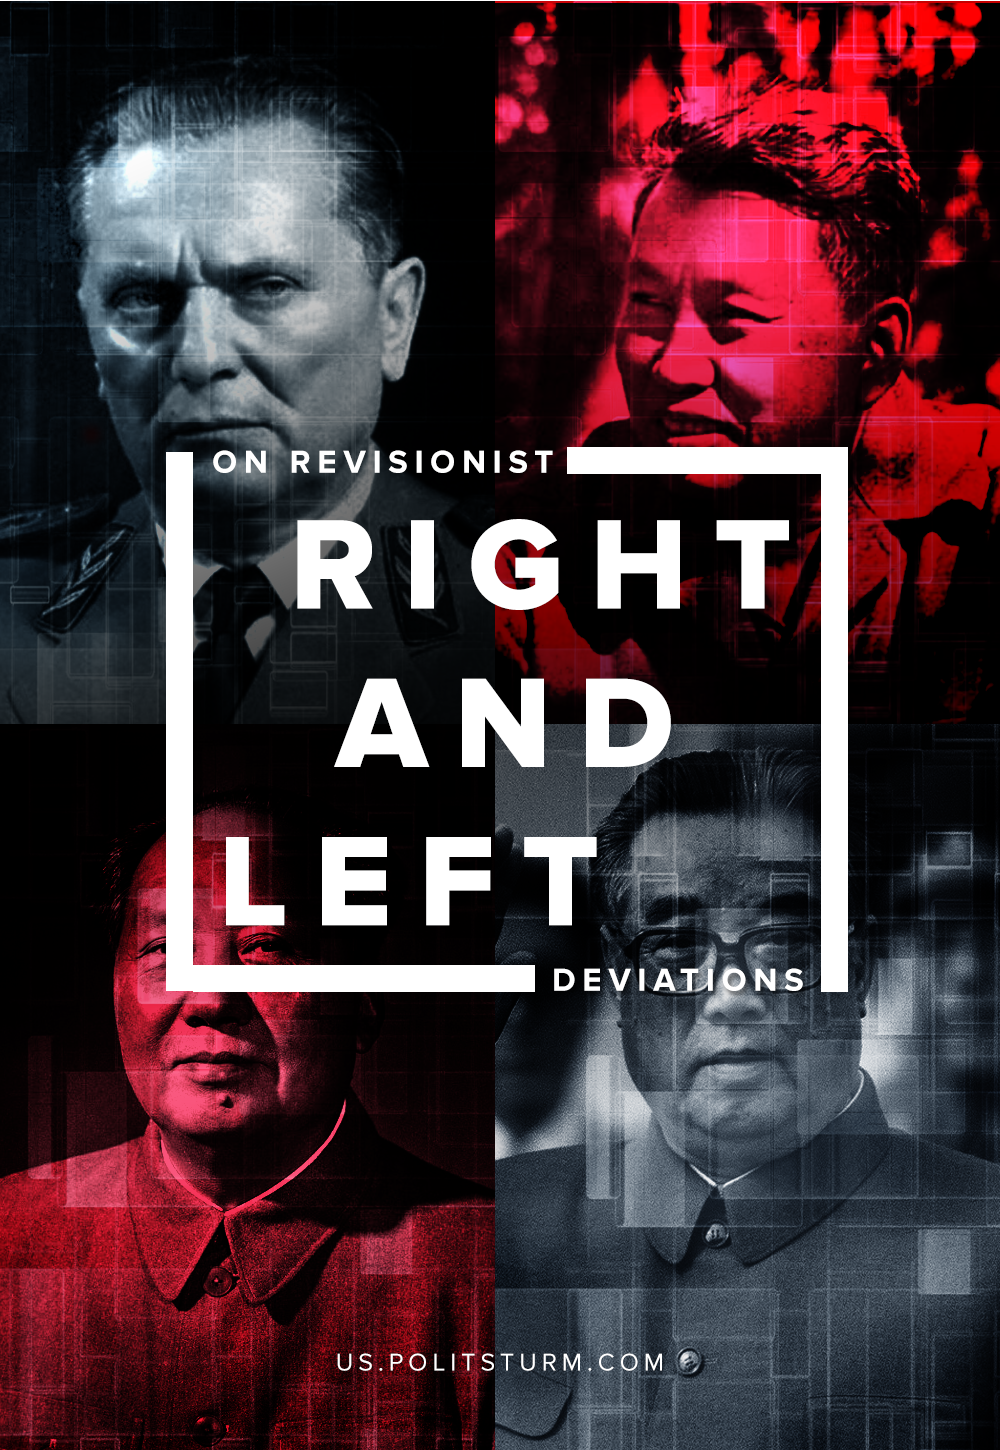 ON REVISIONIST
RIGHT
AND
LEFT
DEVIATIONS
US.POLITSTURM.COM